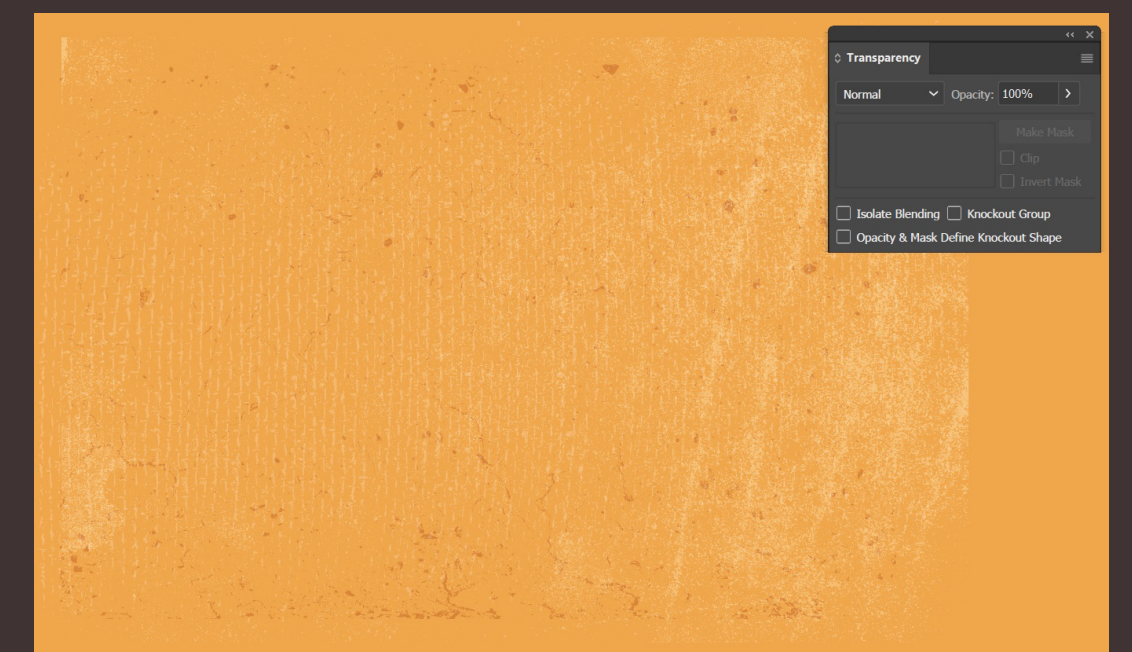 Transparency
Normal Opacity: 100%
Make Mask
Clip
Invert Mask
Isolate Blending Knockout Group
Opacity & Mask Define Knockout Shape